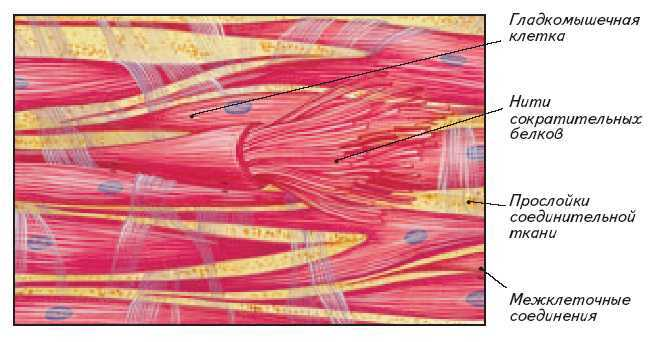 Гладкомышечная
клетка
Нити
сократительных
белков
Прослойки
соединительной
ткани
Межклеточные
соединения